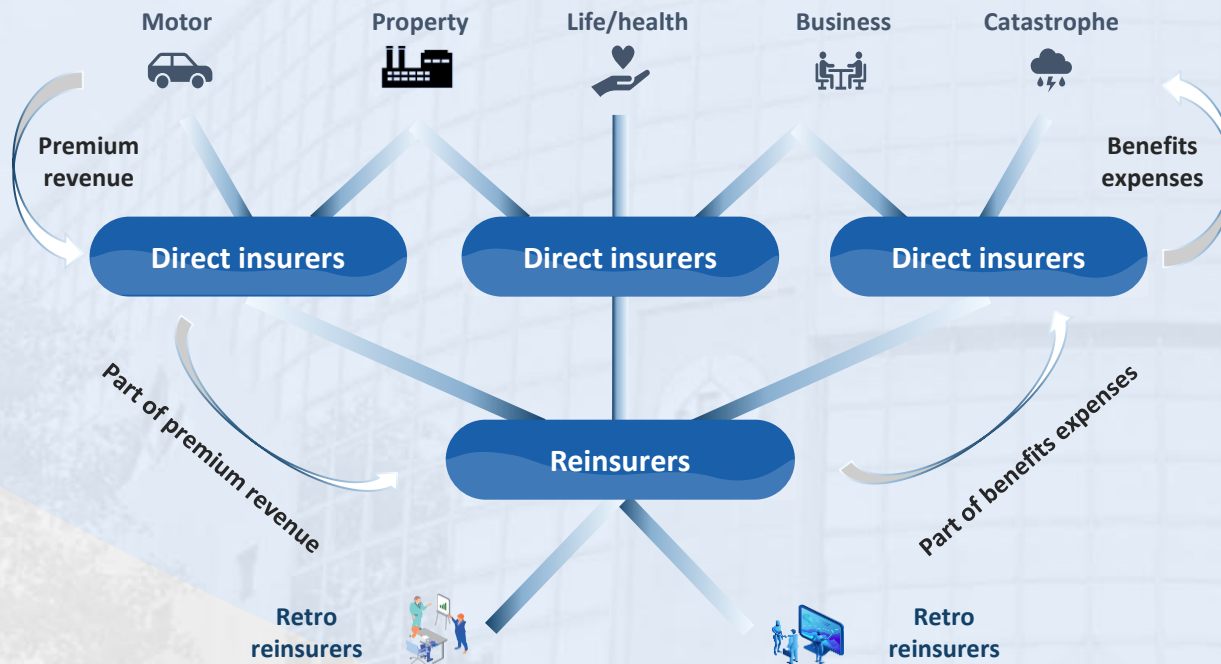 Motor
Property
Life/health
Business
Catastrophe
Premium
revenue
Benefits
expenses
Direct insurers
Direct insurers
Direct insurers
Part of premium revenue
Part of benefits expenses
Reinsurers
Retro
reinsurers
Retro
reinsurers